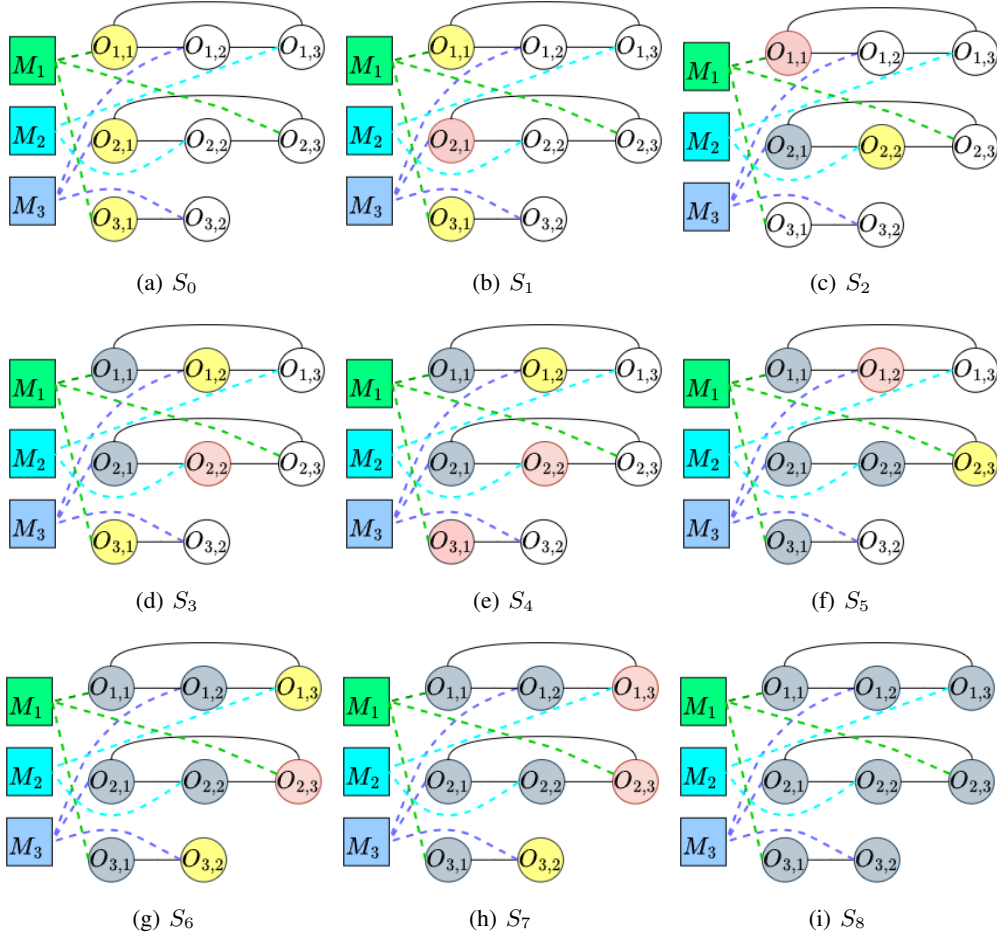 M1 O1,1 O1,2 O1,3
M2 O2,1 O2,2 O2,3
M3 O3,1 O3,2
(a) S0
M1 O1,1 O1,2 O1,3
M2 O2,1 O2,2 O2,3
M3 O3,1 O3,2
(b) S1
M1 O1,1 O1,2 O1,3
M2 O2,1 O2,2 O2,3
M3 O3,1 O3,2
(c) S2
M1 O1,1 O1,2 O1,3
M2 O2,1 O2,2 O2,3
M3 O3,1 O3,2
(d) S3
M1 O1,1 O1,2 O1,3
M2 O2,1 O2,2 O2,3
M3 O3,1 O3,2
(e) S4
M1 O1,1 O1,2 O1,3
M2 O2,1 O2,2 O2,3
M3 O3,1 O3,2
(f) S5
M1 O1,1 O1,2 O1,3
M2 O2,1 O2,2 O2,3
M3 O3,1 O3,2
(g) S6
M1 O1,1 O1,2 O1,3
M2 O2,1 O2,2 O2,3
M3 O3,1 O3,2
(h) S7
M1 O1,1 O1,2 O1,3
M2 O2,1 O2,2 O2,3
M3 O3,1 O3,2
(i) S8